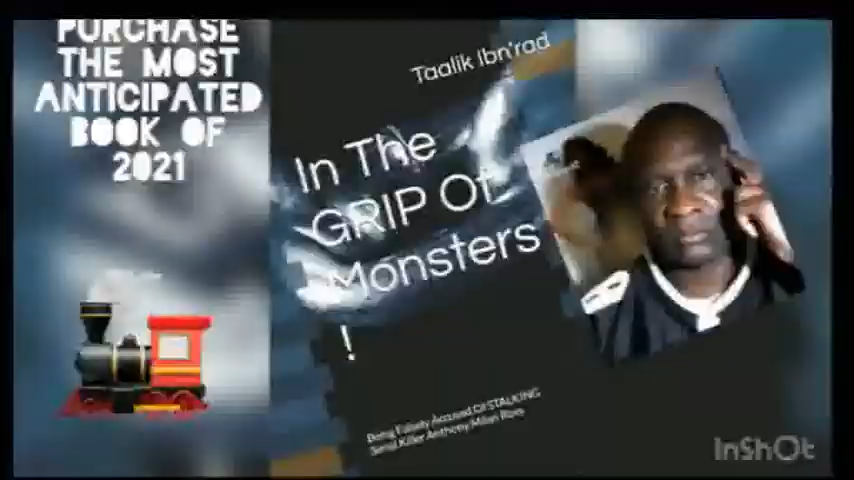 PURCHASE
THE MOST
ANTICIPATED
BOOK OF
2021
Taalik Ibn'rad
In The
GRIP Of
Monsters
!
Being Falsely Accused Of STALKING
Serial Killer Anthony Milan Ross
InShOt